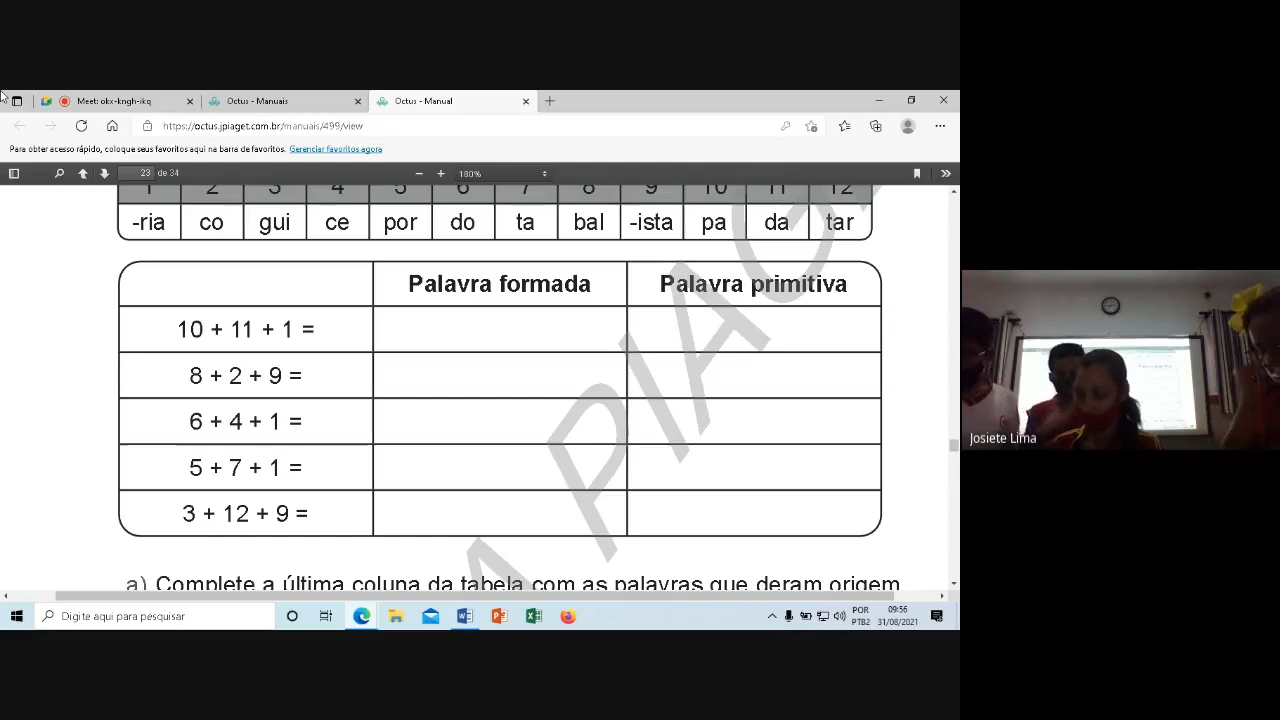 Meet: okx-kngh-ikq
Octus - Manuais
Octus - Manual
https://octus.jpiaget.com.br/manuais/499/view
Para obter acesso rápido, coloque seus favoritos aqui na barra de favoritos. Gerenciar favoritos agora
23 de 34
180%
1 2 3 4 5 6 7 8 9 10 11 12
-ria co gui ce por do ta bal -ista pa da tar
Palavra formada Palavra primitiva
10 + 11 + 1 =
8 + 2 + 9 =
6 + 4 + 1 =
5 + 7 + 1 =
3 + 12 + 9 =
A PIAGE
a) Complete a última coluna da tabela com as palavras que deram origem
Josiete Lima
Digite aqui para pesquisar
POR
PTB2
09:56
31/08/2021